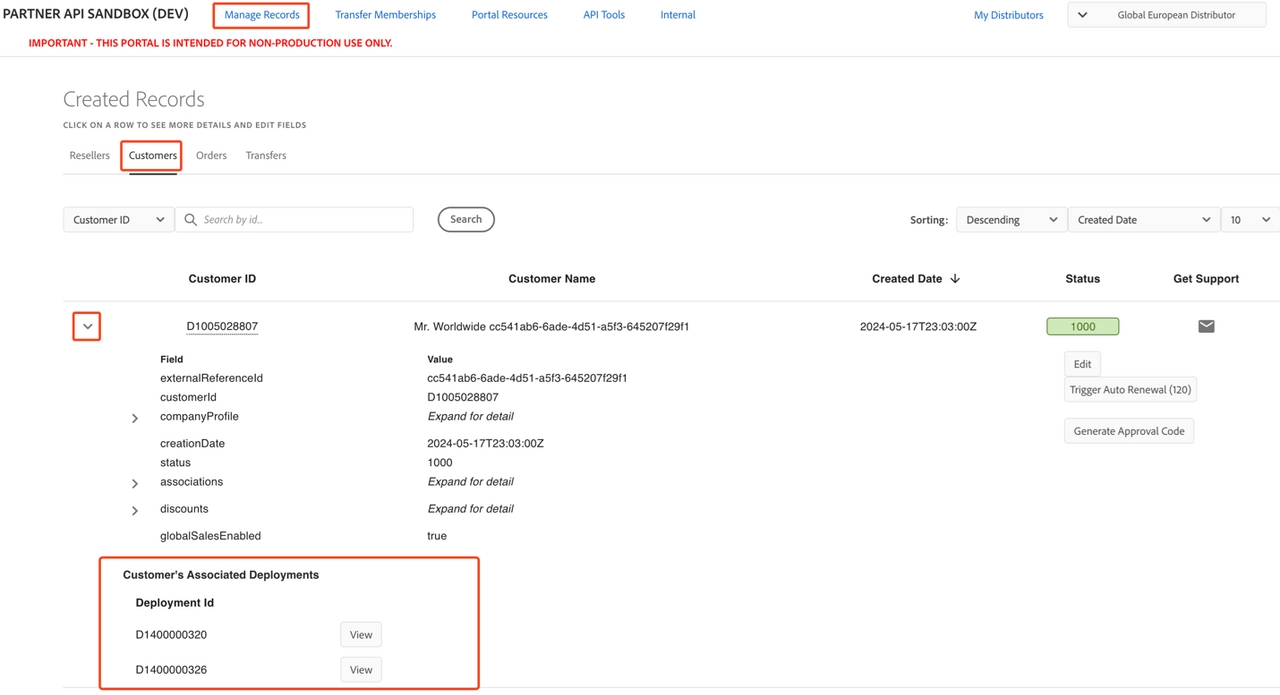 PARTNER API SANDBOX (DEV) Manage Records Transfer Memberships Portal Resources API Tools Internal My Distributors Global European Distributor
IMPORTANT - THIS PORTAL IS INTENDED FOR NON-PRODUCTION USE ONLY.
Created Records
CLICK ON A ROW TO SEE MORE DETAILS AND EDIT FIELDS
Resellers Customers Orders Transfers
Customer ID Search by id... Search Sorting: Descending Created Date 10
Customer ID Customer Name Created Date Status Get Support
D1005028807 Mr. Worldwide cc541ab6-6ade-4d51-a5f3-645207f29f1 2024-05-17T23:03:00Z 1000
Field Value
Edit
externalReferenceId cc541ab6-6ade-4d51-a5f3-645207f29f1
Trigger Auto Renewal (120)
customerId D1005028807
companyProfile Expand for detail
Generate Approval Code
creationDate 2024-05-17T23:03:00Z
status 1000
associations Expand for detail
discounts Expand for detail
globalSalesEnabled true
Customer's Associated Deployments
Deployment Id
D1400000320 View
D1400000326 View